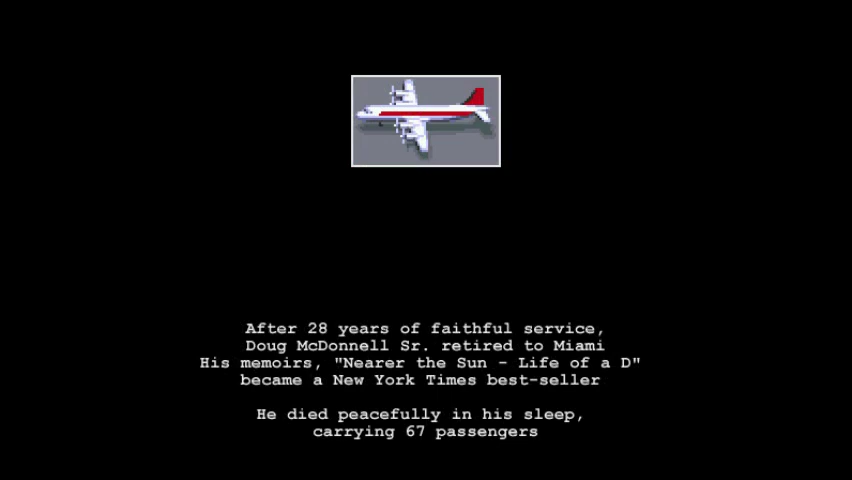 After 28 years of faithful service,
Doug McDonnell Sr. retired to Miami
His memoirs, "Nearer the Sun - Life of a D"
became a New York Times best-seller
He died peacefully in his sleep,
carrying 67 passengers